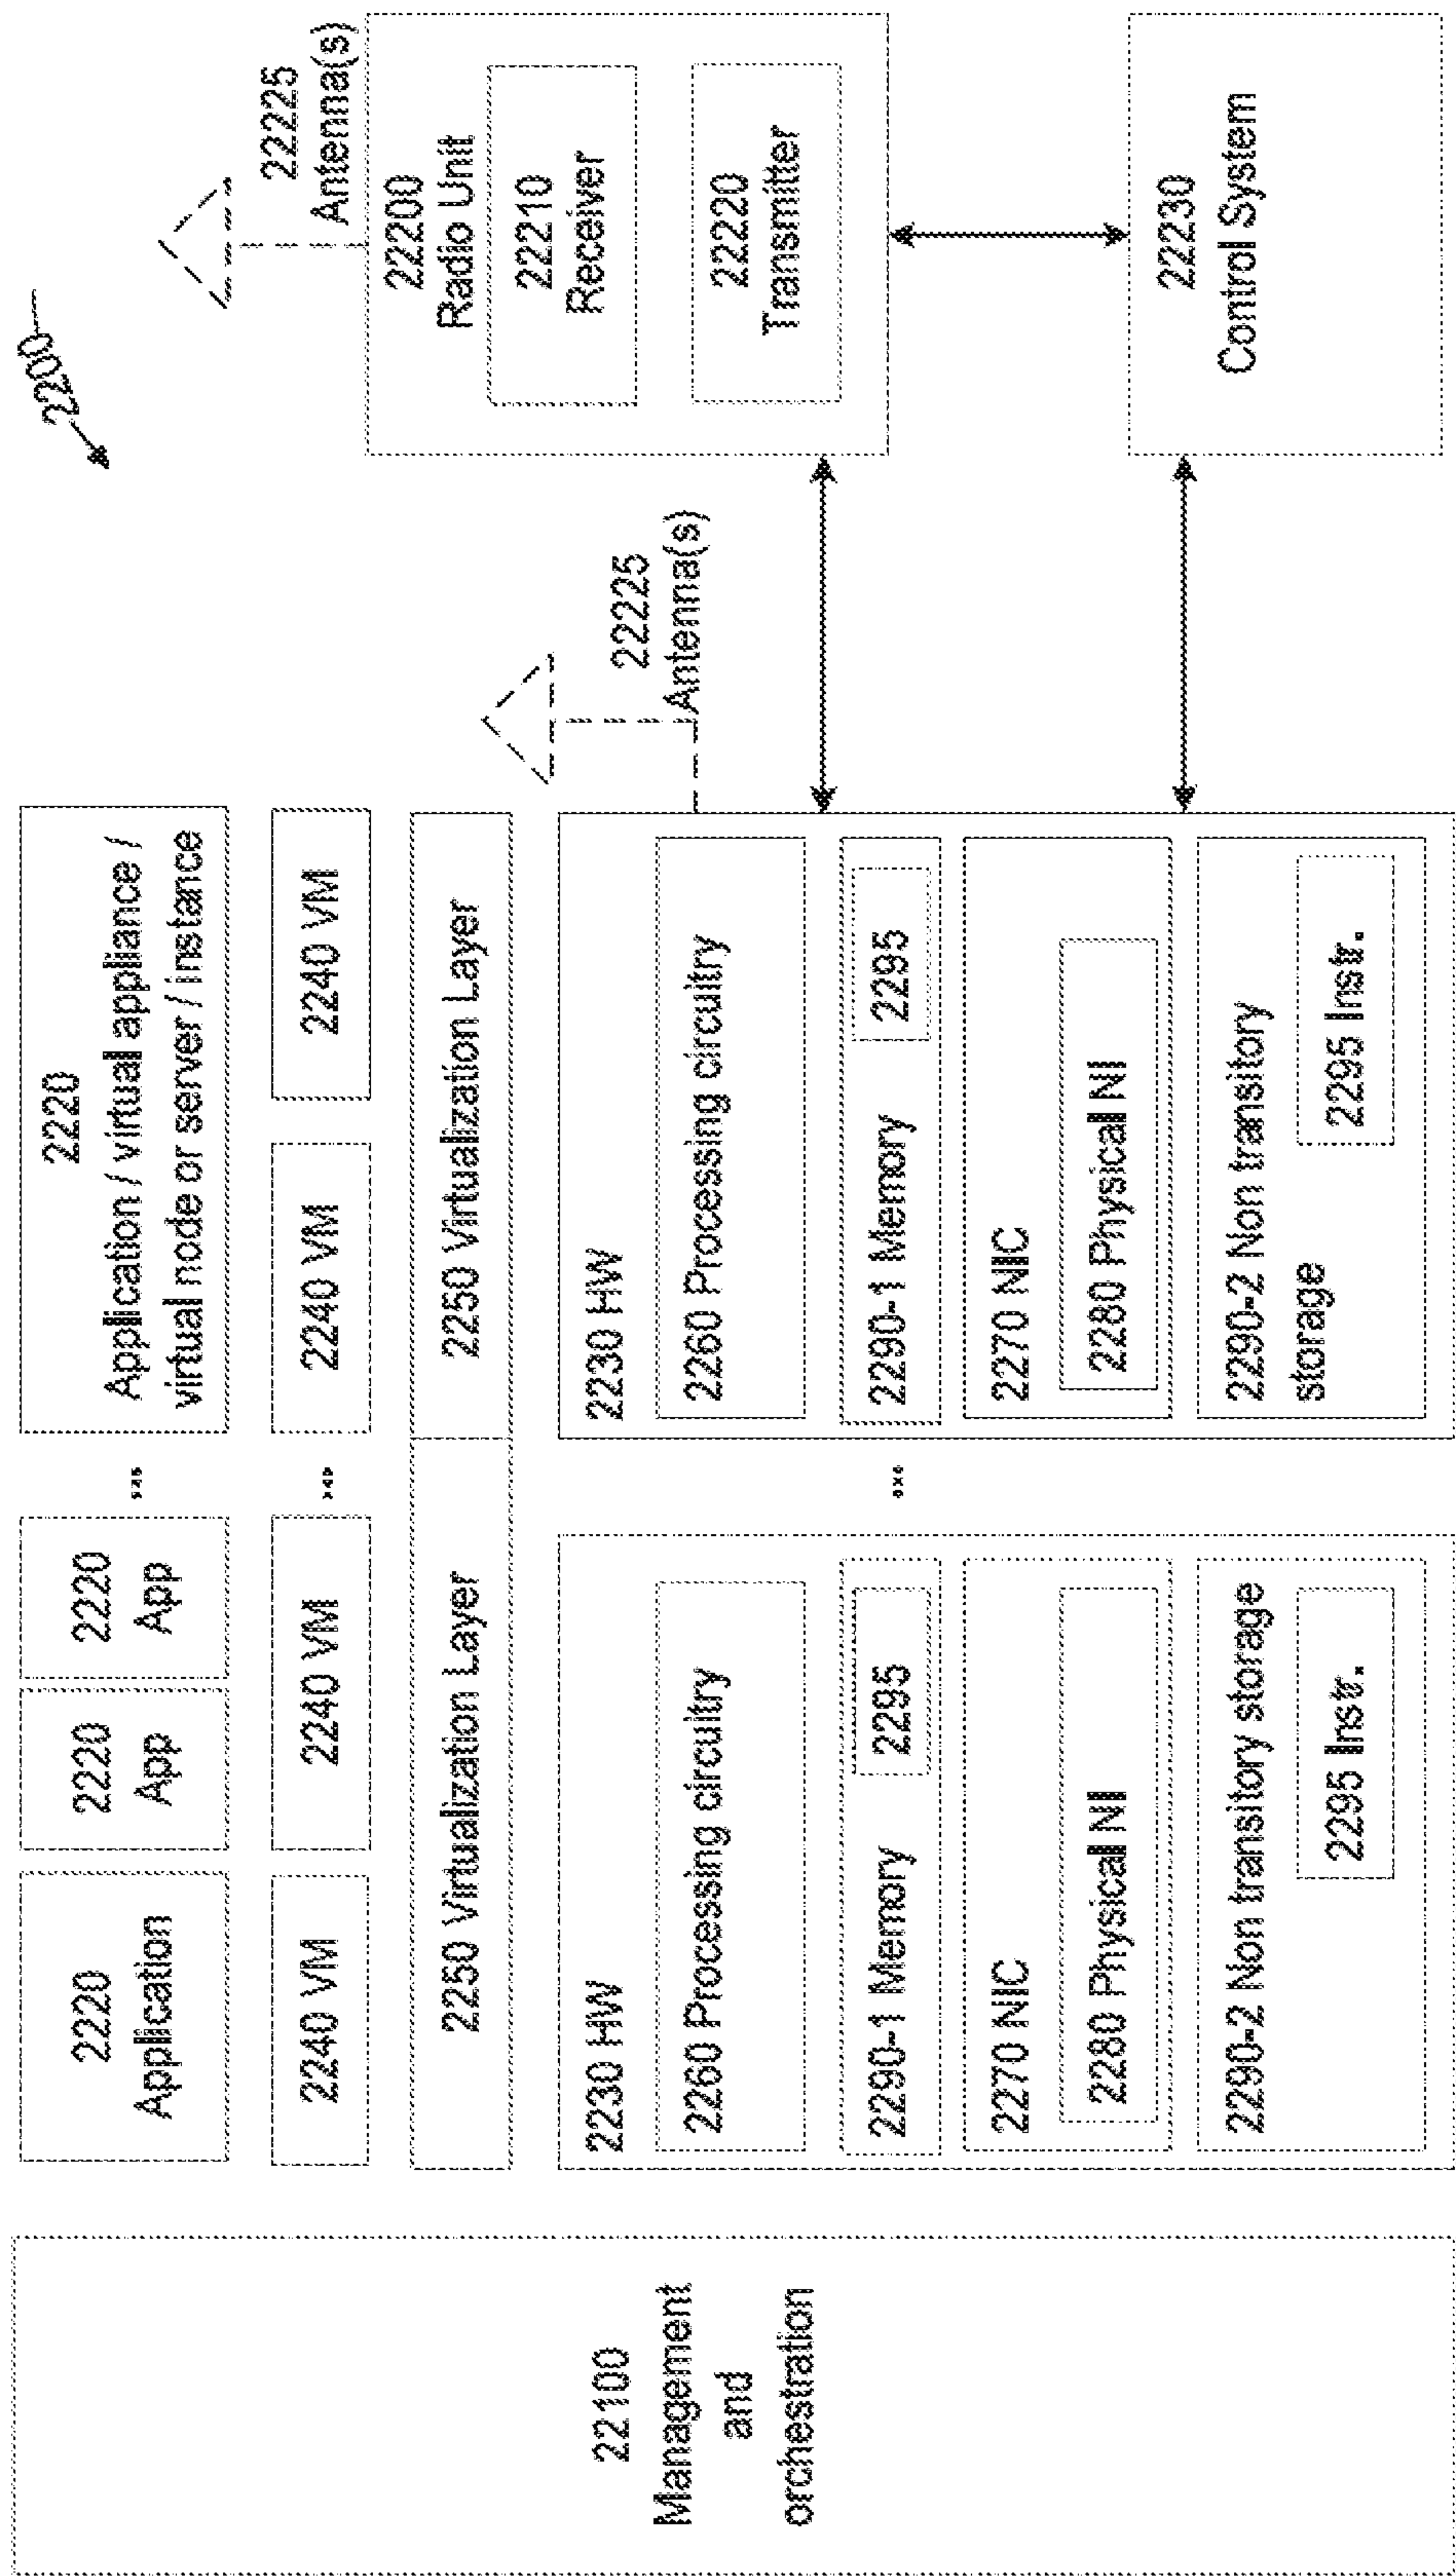 2200
22100
Management
and
orchestration
2220
Application
2220
App
2220
App
...
2220
Application / virtual appliance /
virtual node or server / instance
2240 VM
2240 VM
...
2240 VM
2240 VM
2250 Virtualization Layer
2250 Virtualization Layer
2230 HW
2260 Processing circuitry
2290-1 Memory
2295
2270 NIC
2280 Physical NI
2290-2 Non transitory storage
2295 Instr.
...
2230 HW
2260 Processing circuitry
2290-1 Memory
2295
2270 NIC
2280 Physical NI
2290-2 Non transitory
storage
2295 Instr.
22225
Antenna(s)
22225
Antenna(s)
22200
Radio Unit
22210
Receiver
22220
Transmitter
22230
Control System